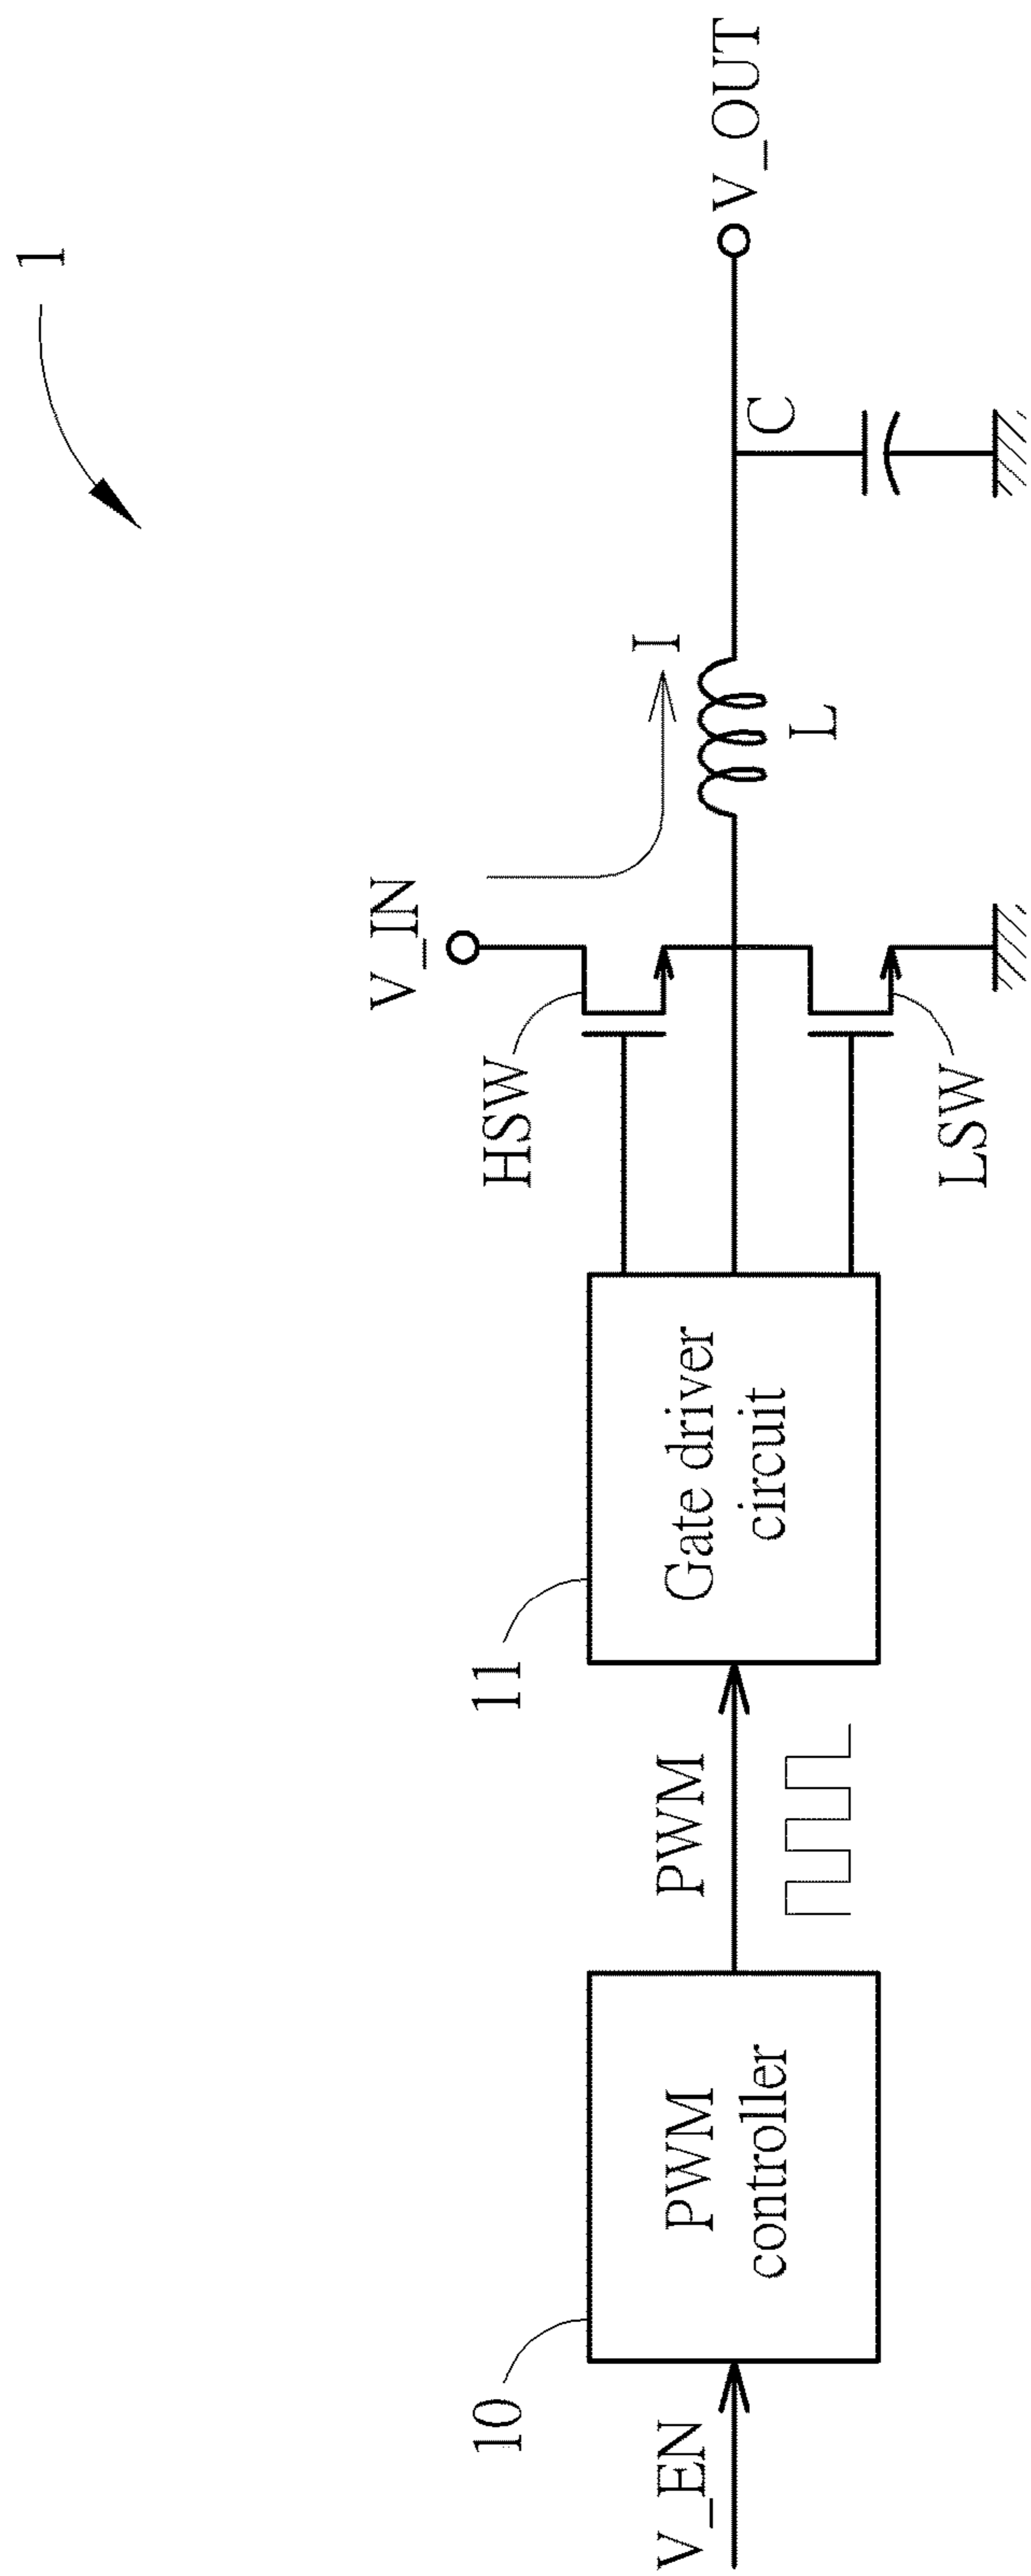 1
V_IN
I
V_OUT
HSW
C
L
LSW
11
10
Gate driver
circuit
PWM
PWM
controller
V_EN